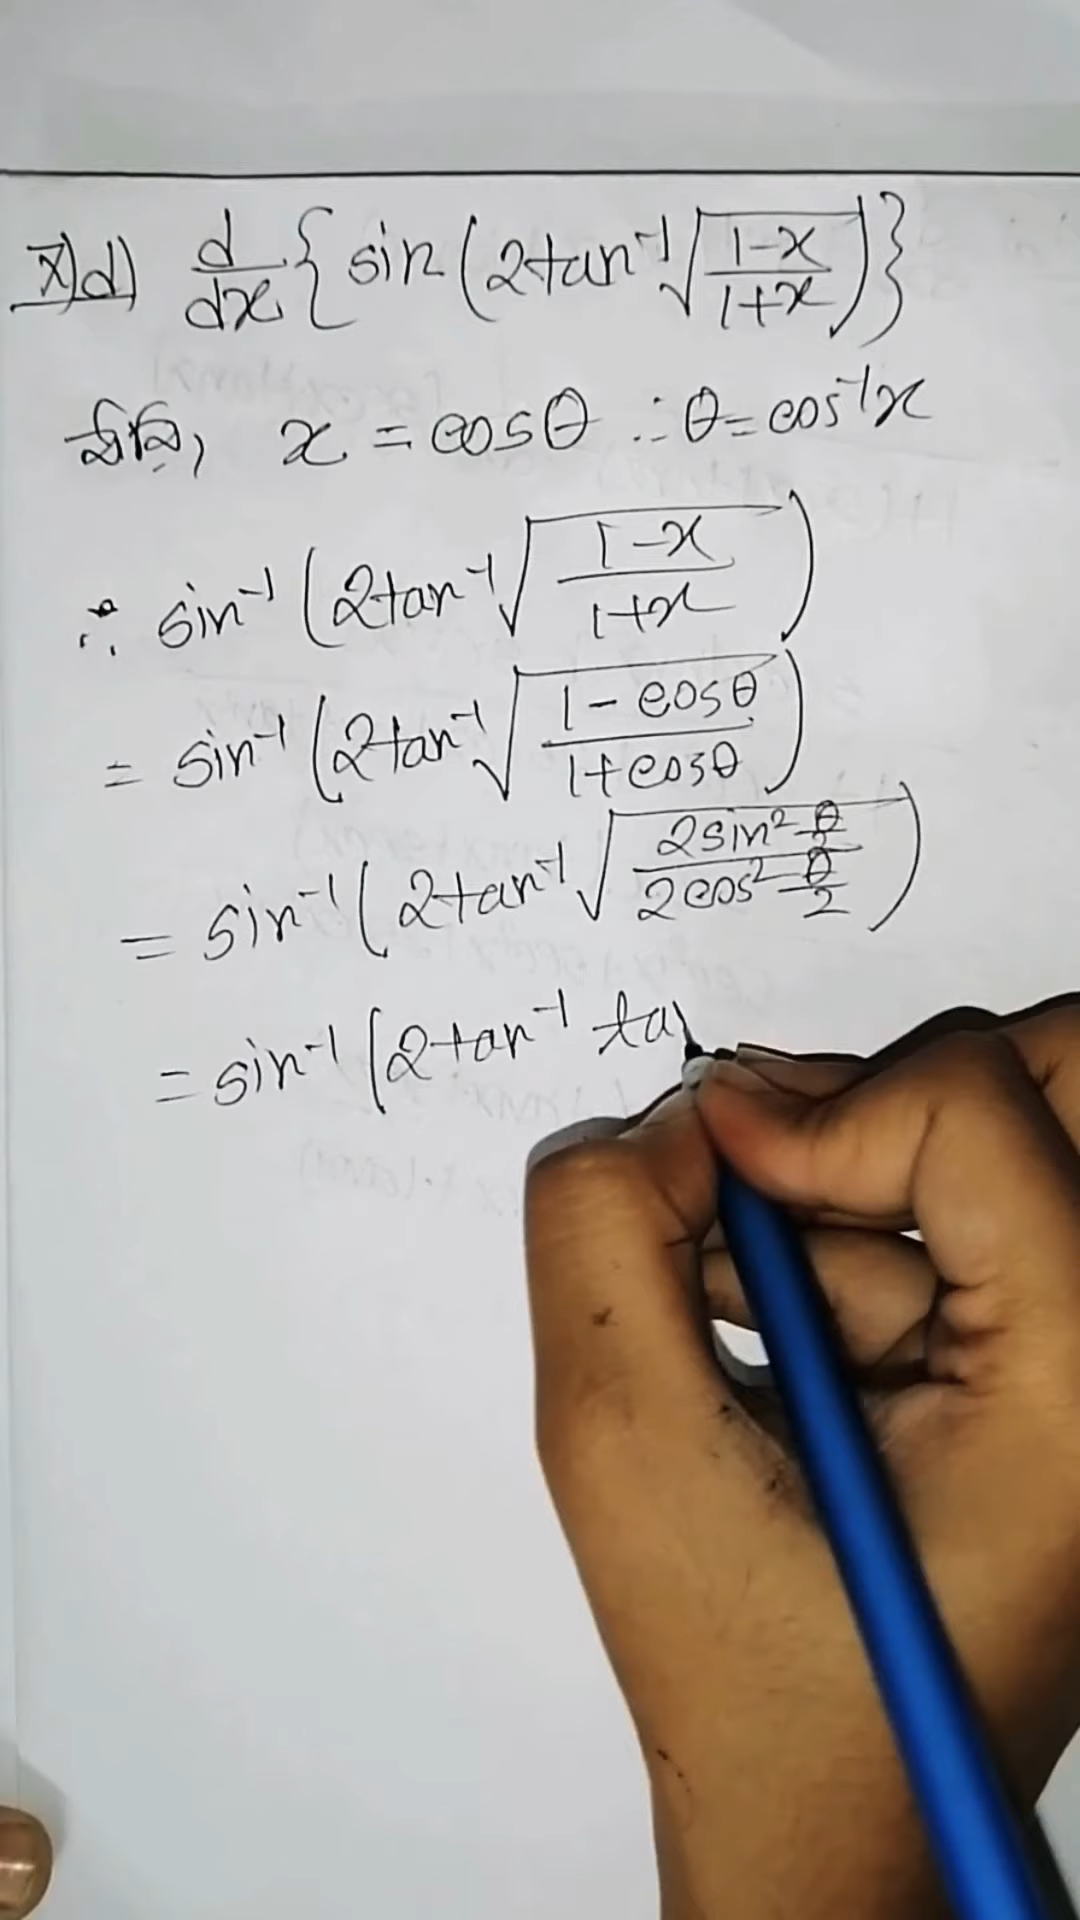 X)d) d/dx {sin(2tan⁻¹√((1-x)/(1+x)))}
ধরি, x = cosθ ∴ θ = cos⁻¹x
∴ sin⁻¹(2tan⁻¹√((1-x)/(1+x)))
= sin⁻¹(2tan⁻¹√((1-cosθ)/(1+cosθ)))
= sin⁻¹(2tan⁻¹√((2sin² θ/2)/(2cos² θ/2)))
= sin⁻¹(2tan⁻¹ tan